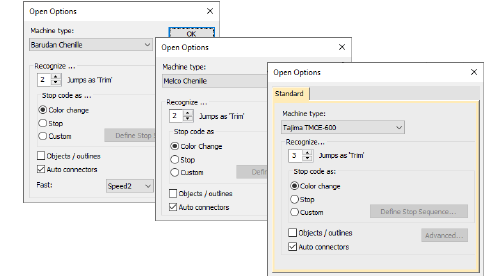 Open Options
Machine type:
Barudan Chenille
OK
Recognize ...
2 Jumps as 'Trim'
Stop code as
Color change
Stop
Custom
Define Stop
Objects / outlines
Auto connectors
Fast:
Speed2
Open Options
Machine type:
Melco Chenille
Recognize ...
2 Jumps as 'Trim'
Stop code as
Color Change
Stop
Custom
Objects / outlines
Auto connectors
Open Options
Standard
Machine type:
Tajima TMCE-600
Recognize...
3 Jumps as 'Trim'
Stop code as:
Color change
Stop
Custom
Define Stop Sequence...
Objects / outlines
Advanced...
Auto connectors